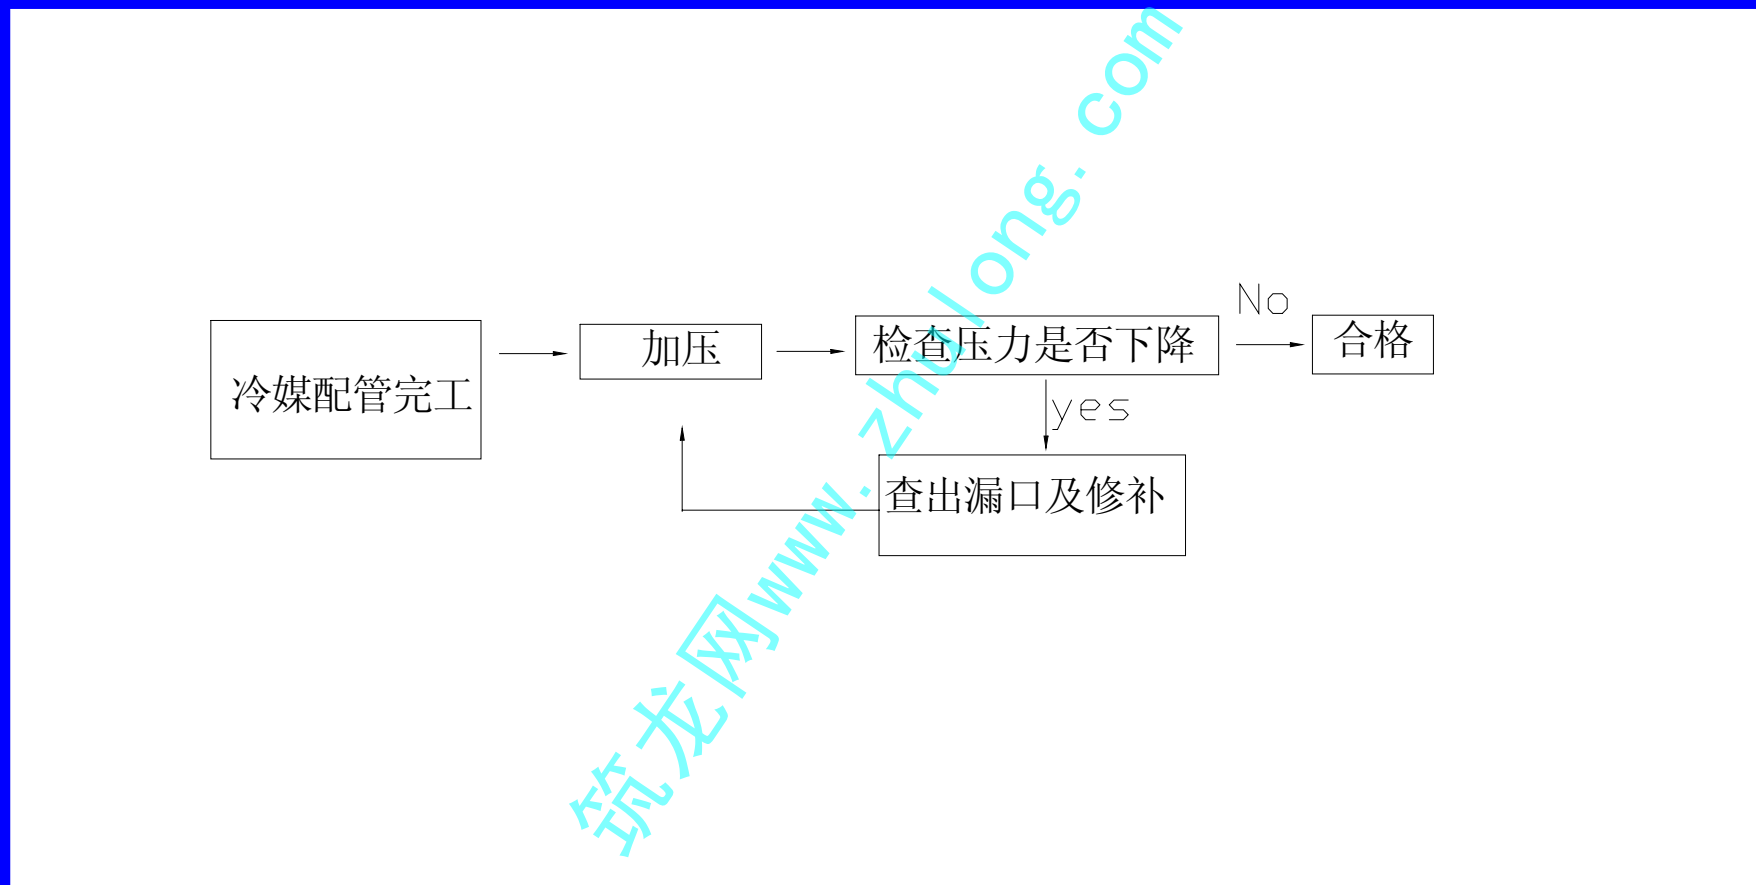 冷媒配管完工
加压
检查压力是否下降
No
合格
yes
查出漏口及修补
筑龙网www.zhulong.com